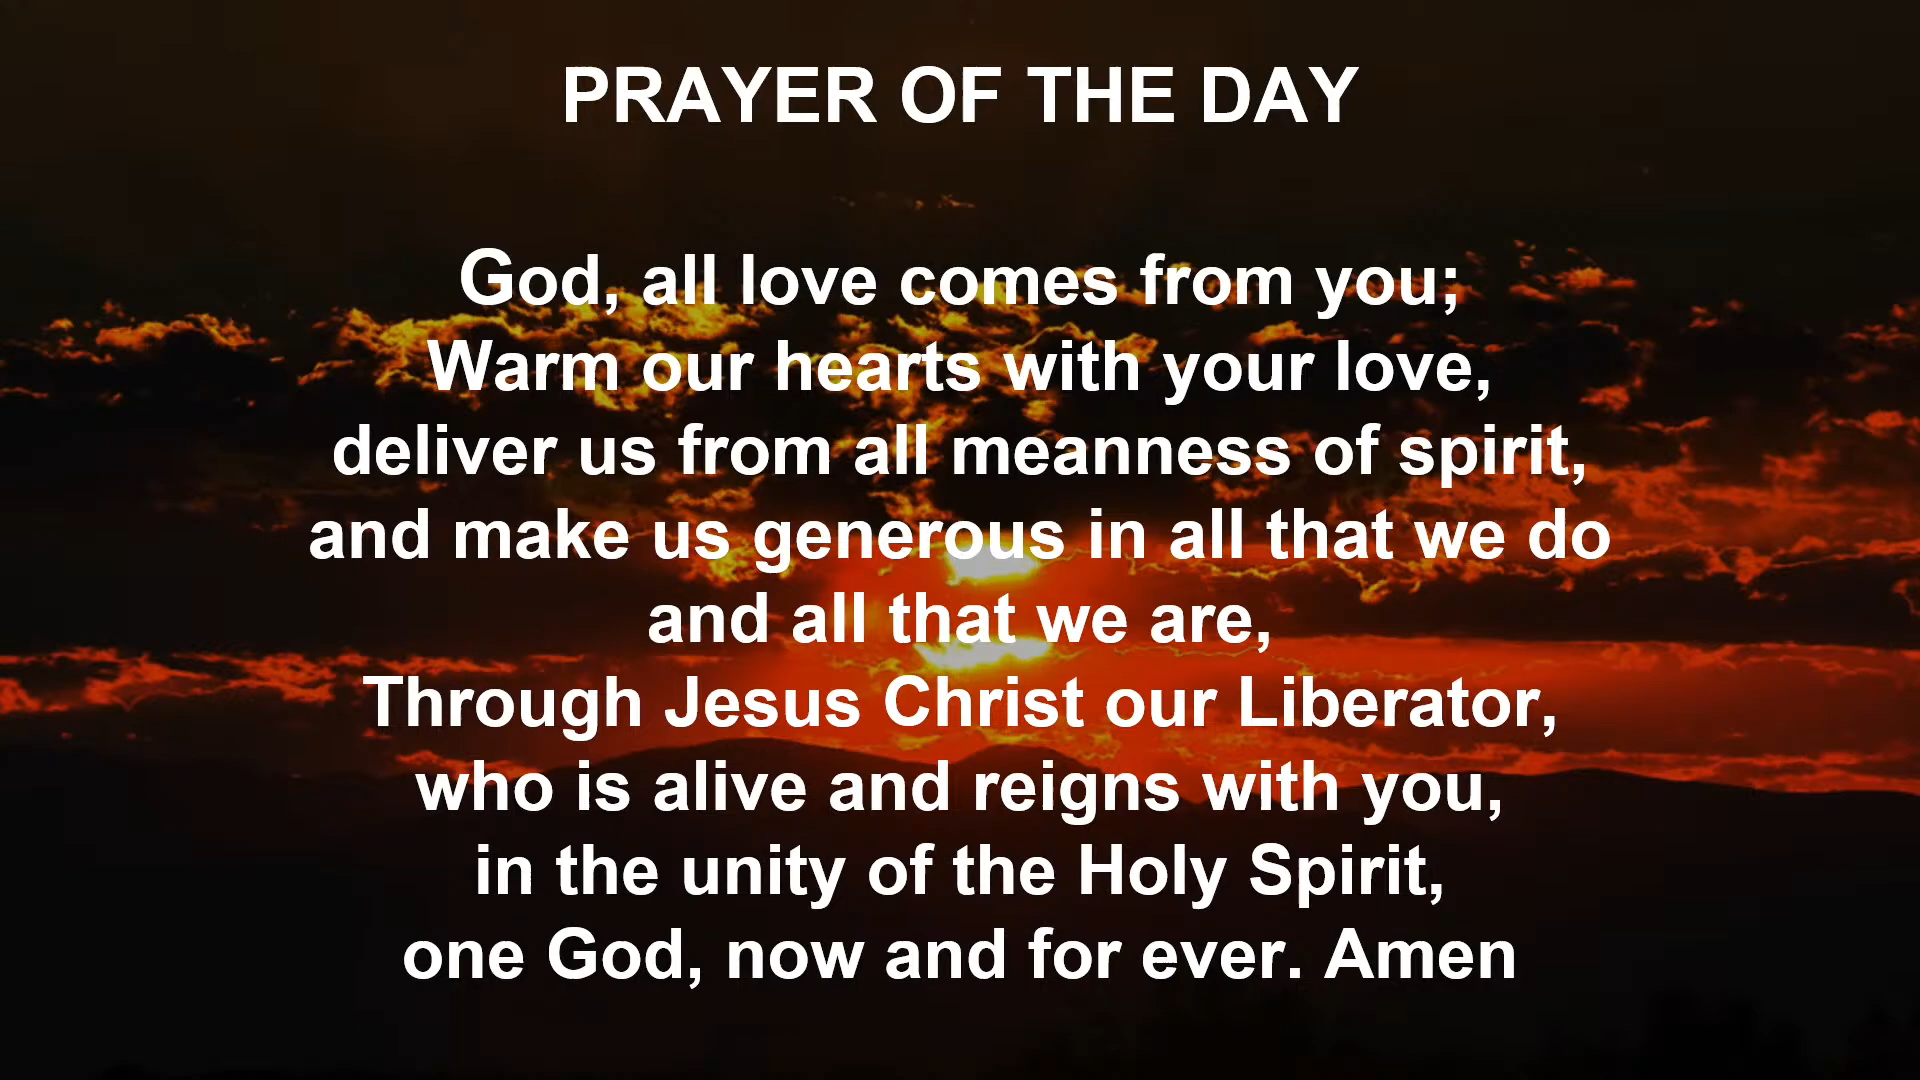 PRAYER OF THE DAY
God, all love comes from you;
Warm our hearts with your love,
deliver us from all meanness of spirit,
and make us generous in all that we do
and all that we are,
Through Jesus Christ our Liberator,
who is alive and reigns with you,
in the unity of the Holy Spirit,
one God, now and for ever. Amen